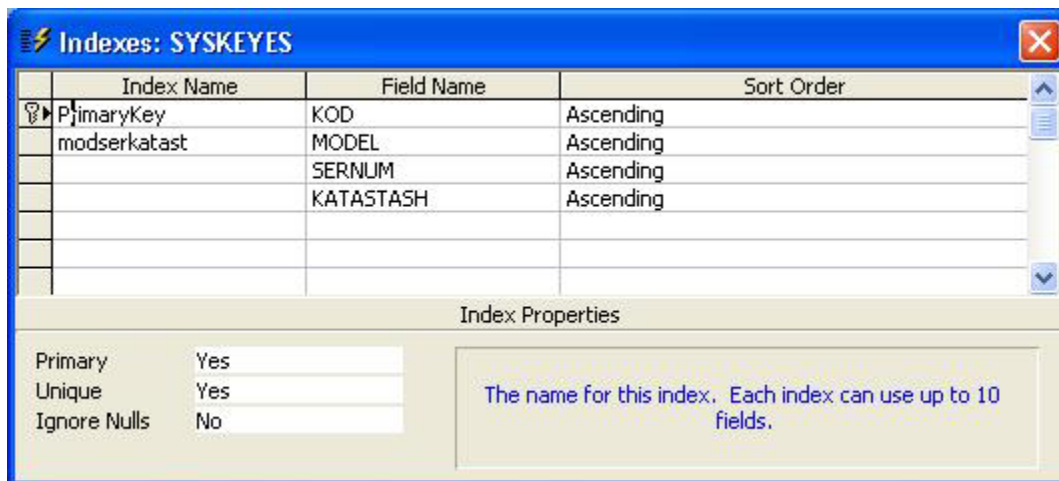 Indexes: SYSKEYES
Index Name Field Name Sort Order
PrimaryKey KOD Ascending
modserkatast MODEL Ascending
SERNUM Ascending
KATASTASH Ascending
Index Properties
Primary Yes
Unique Yes
Ignore Nulls No
The name for this index. Each index can use up to 10
fields.